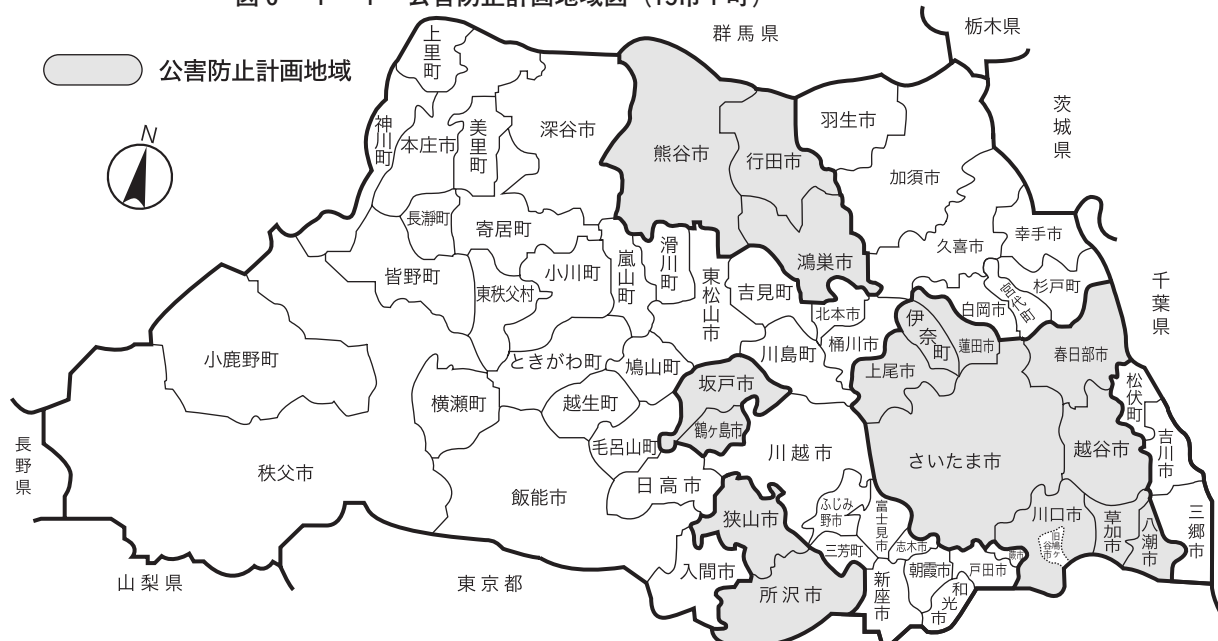 公害防止計画地域
N
群馬県
栃木県
茨城県
千葉県
長野県
山梨県
東京都
上里町
神川町
本庄市
美里町
深谷市
熊谷市
行田市
羽生市
加須市
長瀞町
寄居町
皆野町
東秩父村
小川町
嵐山町
滑川町
東松山市
吉見町
鴻巣市
久喜市
幸手市
宮代町
杉戸町
白岡市
北本市
桶川市
伊奈町
蓮田市
春日部市
小鹿野町
ときがわ町
鳩山町
川島町
上尾市
松伏町
横瀬町
越生町
坂戸市
鶴ヶ島市
毛呂山町
川越市
さいたま市
越谷市
吉川市
秩父市
飯能市
日高市
狭山市
ふじみ
野市
富士見市
三芳町
志木市
川口市
旧鳩ヶ谷市
草加市
八潮市
三郷市
入間市
所沢市
新座市
朝霞市
和光市
戸田市
蕨市